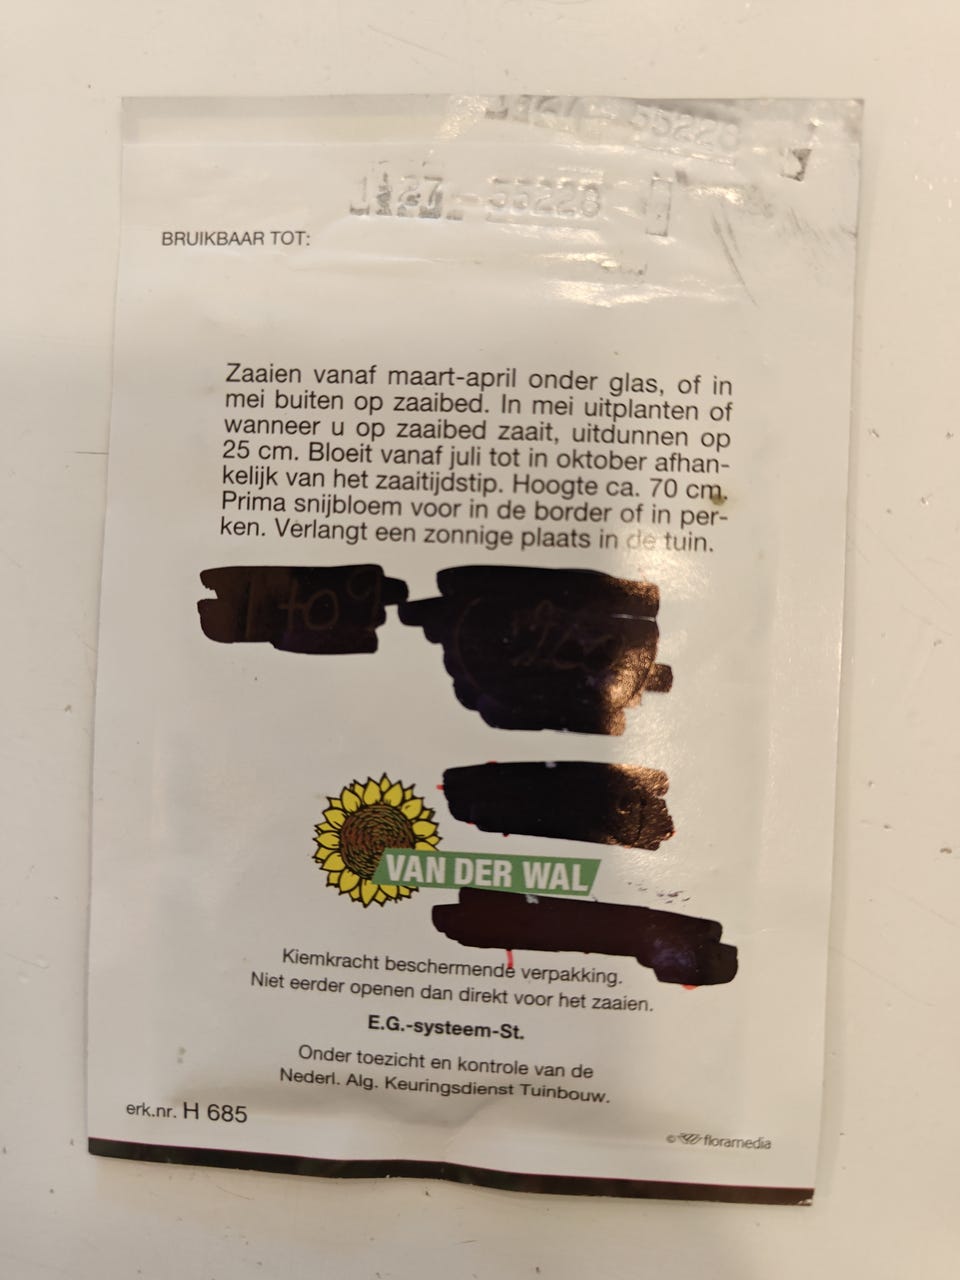 55228
1127 - 55228
BRUIKBAAR TOT:
Zaaien vanaf maart-april onder glas, of in
mei buiten op zaaibed. In mei uitplanten of
wanneer u op zaaibed zaait, uitdunnen op
25 cm. Bloeit vanaf juli tot in oktober afhan-
kelijk van het zaaitijdstip. Hoogte ca. 70 cm.
Prima snijbloem voor in de border of in per-
ken. Verlangt een zonnige plaats in de tuin.
VAN DER WAL
Kiemkracht beschermende verpakking.
Niet eerder openen dan direkt voor het zaaien.
E.G.-systeem-St.
Onder toezicht en kontrole van de
Nederl. Alg. Keuringsdienst Tuinbouw.
erk.nr. H 685
© floramedia